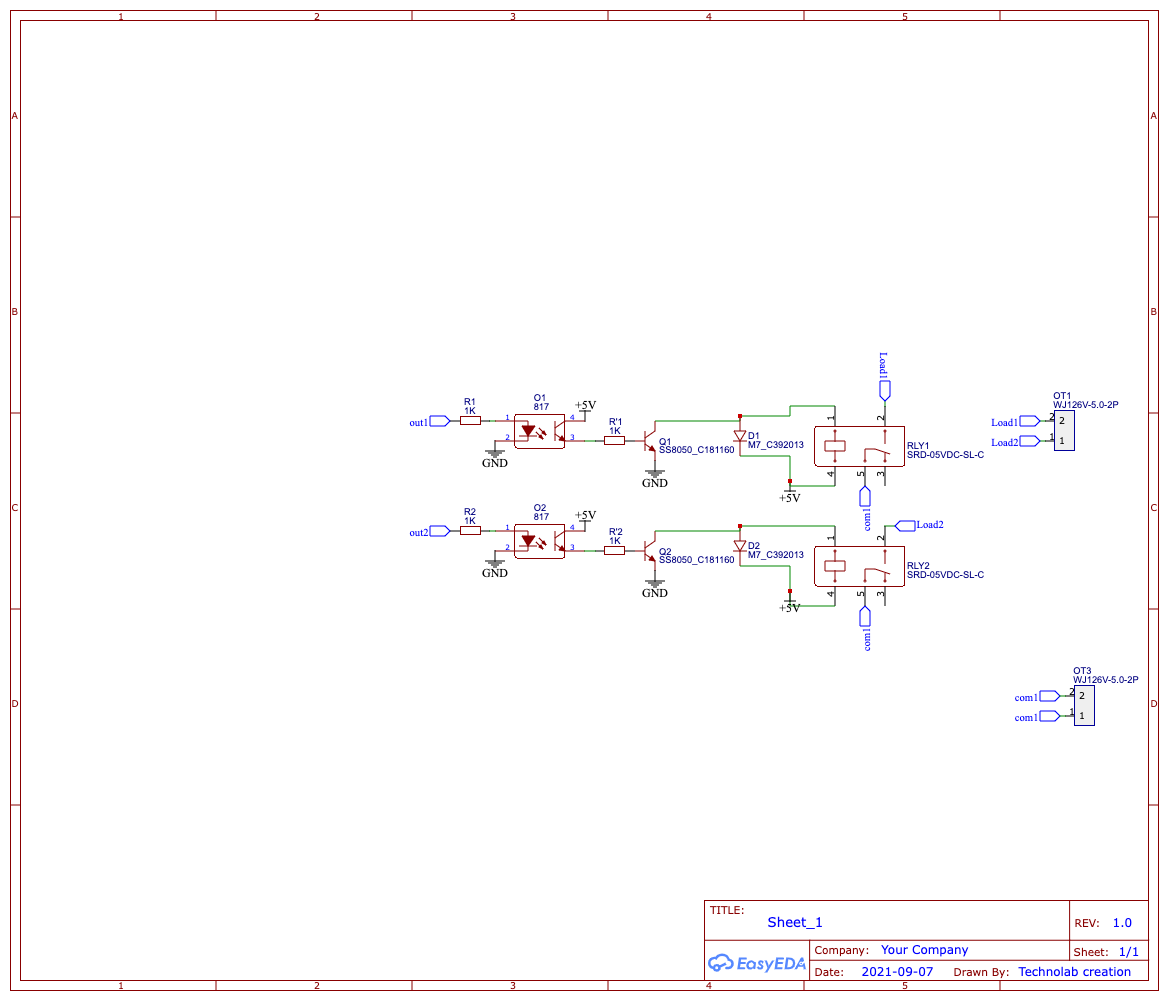 1 2 3 4 5
A A
B B
C C
D D
Load1
out1
R1
1K
O1
817
1
2
4
3
+5V
GND
R'1
1K
Q1
SS8050_C181160
GND
D1
M7_C392013
+5V
1
2
4
5
3
RLY1
SRD-05VDC-SL-C
com1
OT1
WJ126V-5.0-2P
Load1 2 2
Load2 1 1
out2
R2
1K
O2
817
1
2
4
3
+5V
GND
R'2
1K
Q2
SS8050_C181160
GND
D2
M7_C392013
+5V
1
2
Load2
4
5
3
RLY2
SRD-05VDC-SL-C
com1
OT3
WJ126V-5.0-2P
com1 2 2
com1 1 1
TITLE:
Sheet_1
REV: 1.0
EasyEDA
Company: Your Company
Sheet: 1/1
Date: 2021-09-07 Drawn By: Technolab creation
1 2 3 4 5